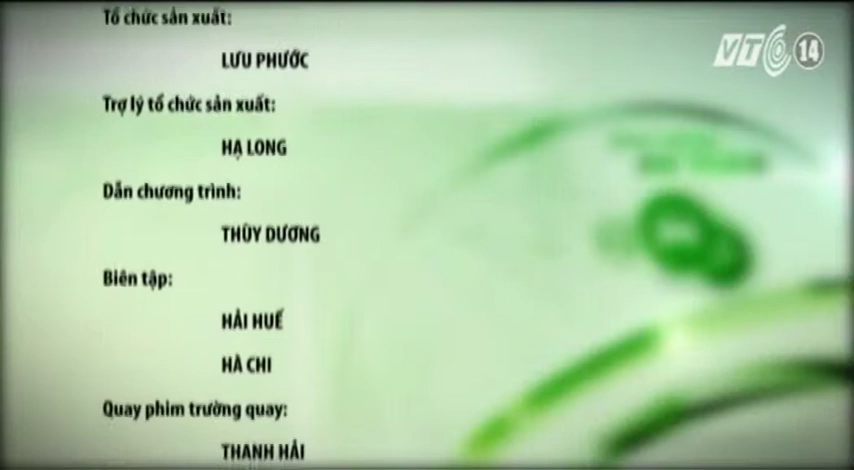 Tổ chức sản xuất:
LƯU PHƯỚC
VTC 14
Trợ lý tổ chức sản xuất:
HẠ LONG
Dẫn chương trình:
THÙY DƯƠNG
Biên tập:
HẢI HUẾ
HÀ CHI
Quay phim trường quay:
THANH HẢI